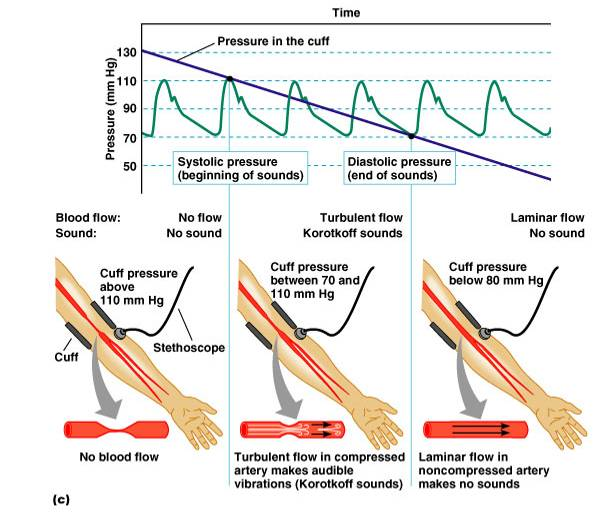 Time
Pressure in the cuff
Pressure (mm Hg)
130
110
90
70
50
Systolic pressure
(beginning of sounds)
Diastolic pressure
(end of sounds)
Blood flow:
Sound:
No flow
No sound
Turbulent flow
Korotkoff sounds
Laminar flow
No sound
Cuff pressure
above
110 mm Hg
Cuff
Stethoscope
No blood flow
Cuff pressure
between 70 and
110 mm Hg
Turbulent flow in compressed
artery makes audible
vibrations (Korotkoff sounds)
Cuff pressure
below 80 mm Hg
Laminar flow in
noncompressed artery
makes no sounds
(c)